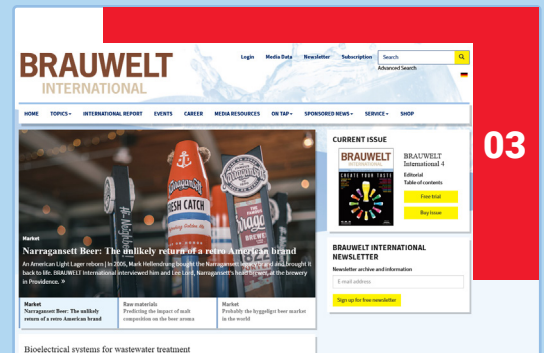 BRAUWELT
INTERNATIONAL
Login Media Data Newsletter Subscription Search
Advanced Search
HOME TOPICS INTERNATIONAL REPORT EVENTS CAREER MEDIA RESOURCES ON TAP SPONSORED NEWS SERVICE SHOP
03
Narragansett
FRESH CATCH
Market
Narragansett Beer: The unlikely return of a retro American brand
An American Light Lager reborn | In 2005, Mark Hellendrung bought the Narragansett legacy brand and brought it
back to life. BRAUWELT International interviewed him and Lee Lord, Narragansett's head brewer, at the brewery
in Providence. »
Market
Narragansett Beer: The unlikely
return of a retro American brand
Raw materials
Predicting the impact of malt
composition on the beer aroma
Market
Probably the hyggeligst beer market
in the world
Bioelectrical systems for wastewater treatment
CURRENT ISSUE
BRAUWELT
CREATE YOUR TASTE
BRAUWELT
International 4
Editorial
Table of contents
Free trial
Buy issue
BRAUWELT INTERNATIONAL
NEWSLETTER
Newsletter archive and information
E-mail address
Sign up for free newsletter